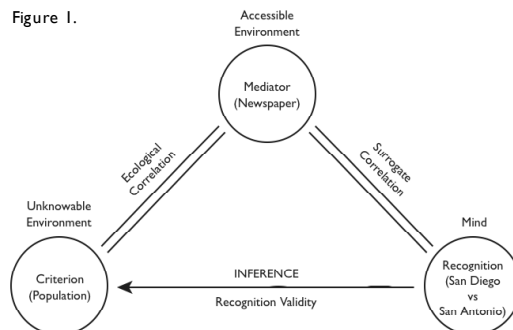 Figure 1.
Accessible
Environment
Mediator
(Newspaper)
Ecological
Correlation
Surrogate
Correlation
Unknowable
Environment
Mind
Criterion
(Population)
INFERENCE
Recognition Validity
Recognition
(San Diego
vs
San Antonio)